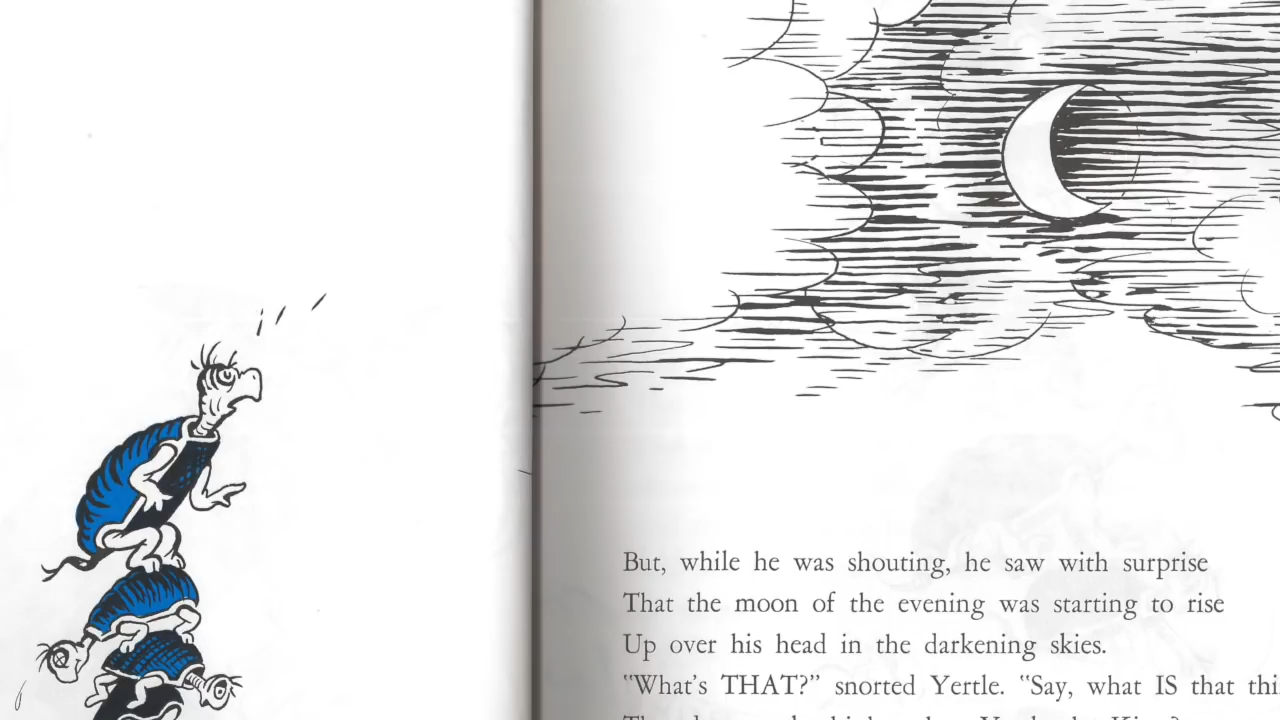 But, while he was shouting, he saw with surprise
That the moon of the evening was starting to rise
Up over his head in the darkening skies.
"What's THAT?" snorted Yertle. "Say, what IS that